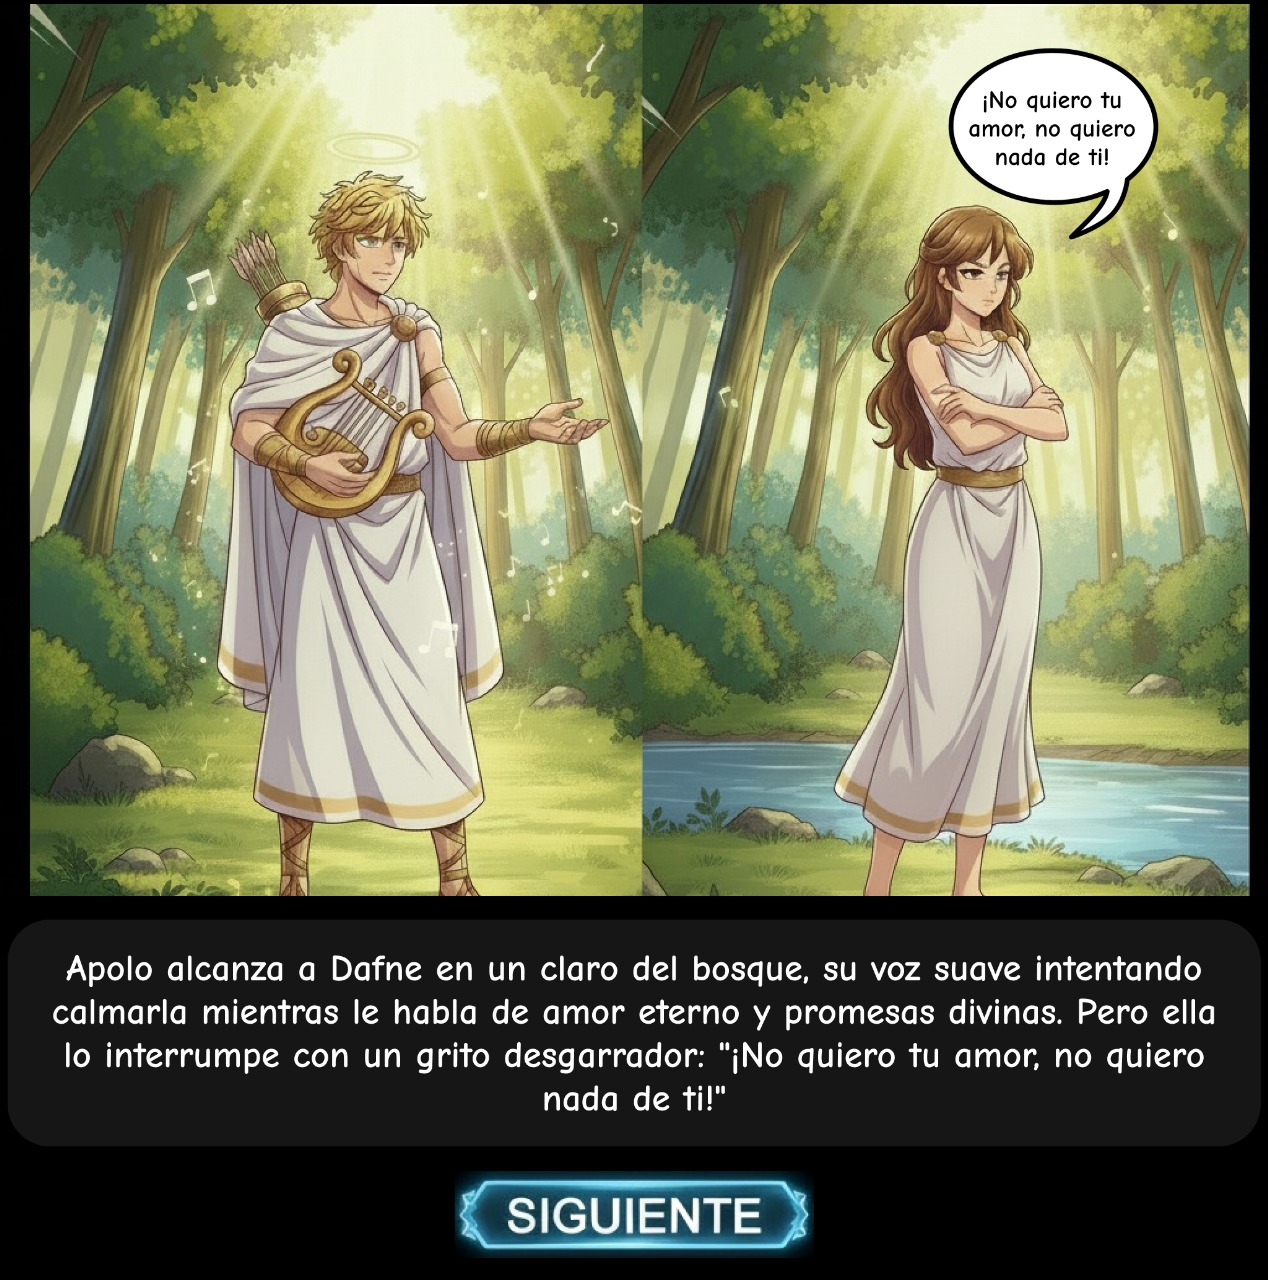 ¡No quiero tu
amor, no quiero
nada de ti!
Apolo alcanza a Dafne en un claro del bosque, su voz suave intentando
calmarla mientras le habla de amor eterno y promesas divinas. Pero ella
lo interrumpe con un grito desgarrador: "¡No quiero tu amor, no quiero
nada de ti!"
SIGUIENTE